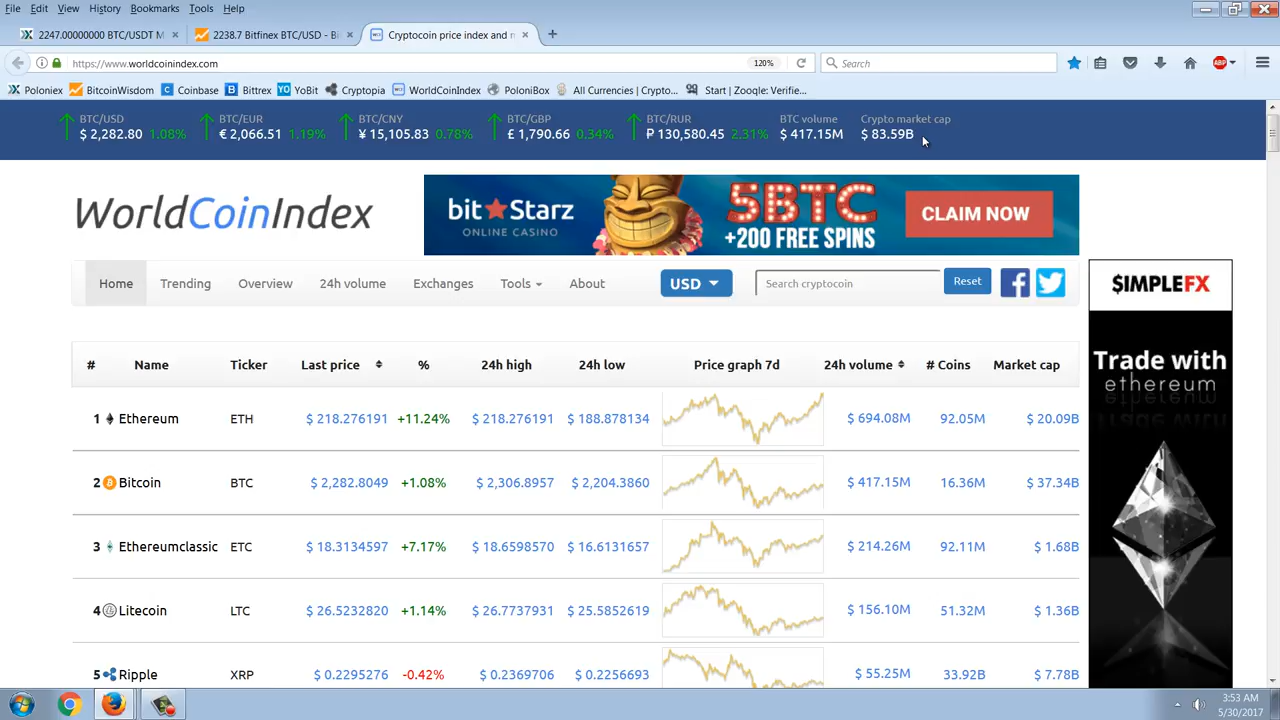 File Edit View History Bookmarks Tools Help
2247.00000000 BTC/USDT M
2238.7 Bitfinex BTC/USD - Bi
Cryptocoin price index and m
https://www.worldcoinindex.com 120% Search
Poloniex BitcoinWisdom Coinbase Bittrex YoBit Cryptopia WorldCoinIndex PoloniBox All Currencies | Crypto... Start | Zooqle: Verifie...
BTC/USD BTC/EUR BTC/CNY BTC/GBP BTC/RUR BTC volume Crypto market cap
$ 2,282.80 1.08% € 2,066.51 1.19% ¥ 15,105.83 0.78% £ 1,790.66 0.34% ₽ 130,580.45 2.31% $ 417.15M $ 83.59B
WorldCoinIndex
bitStarz
ONLINE CASINO
5BTC
+200 FREE SPINS
CLAIM NOW
Home Trending Overview 24h volume Exchanges Tools About USD Search cryptocoin Reset
# Name Ticker Last price % 24h high 24h low Price graph 7d 24h volume # Coins Market cap
1 Ethereum ETH $ 218.276191 +11.24% $ 218.276191 $ 188.878134 $ 694.08M 92.05M $ 20.09B
2 Bitcoin BTC $ 2,282.8049 +1.08% $ 2,306.8957 $ 2,204.3860 $ 417.15M 16.36M $ 37.34B
3 Ethereumclassic ETC $ 18.3134597 +7.17% $ 18.6598570 $ 16.6131657 $ 214.26M 92.11M $ 1.68B
4 Litecoin LTC $ 26.5232820 +1.14% $ 26.7737931 $ 25.5852619 $ 156.10M 51.32M $ 1.36B
5 Ripple XRP $ 0.2295276 -0.42% $ 0.2369706 $ 0.2256693 $ 55.25M 33.92B $ 7.78B
$IMPLEFX
Trade with
ethereum
3:53 AM
5/30/2017